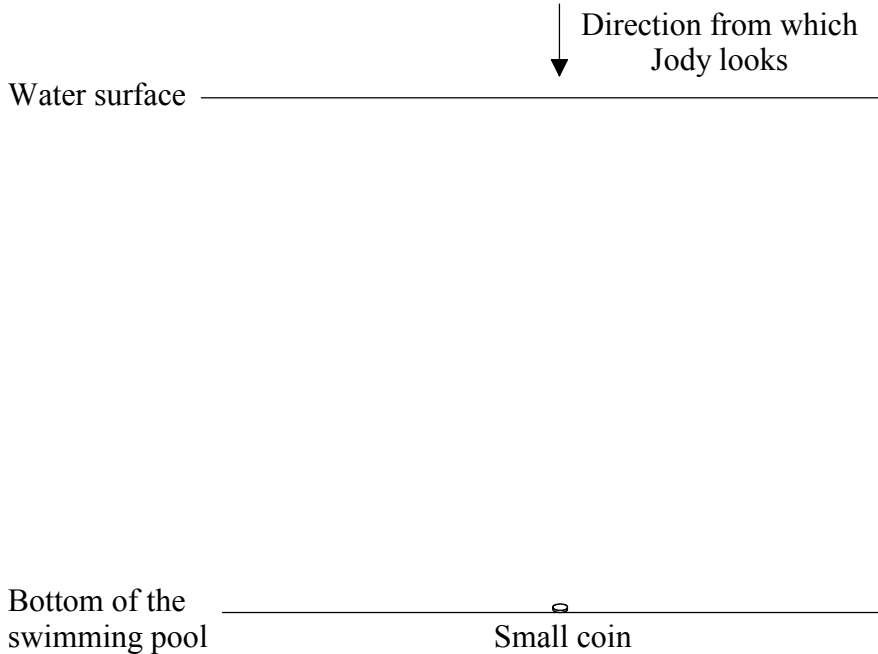 Direction from which
Jody looks
Water surface
Bottom of the
swimming pool
Small coin